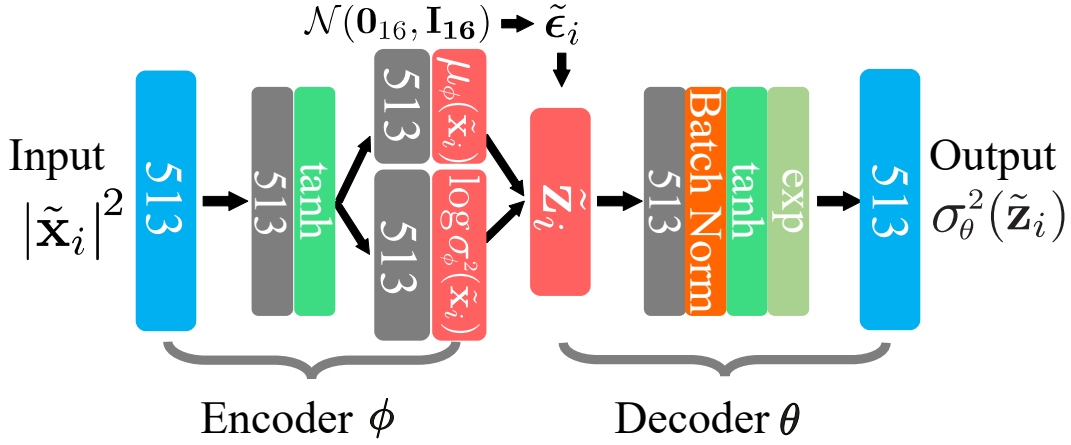 𝒩(𝟎₁₆, 𝐈₁₆) → ϵ̃ᵢ
Input
|x̃ᵢ|²
513
513
tanh
513
μ_ϕ(x̃ᵢ)
513
log σ²_ϕ(x̃ᵢ)
z̃ᵢ
513
Batch Norm
tanh
exp
513
Output
σ²_θ(z̃ᵢ)
Encoder ϕ
Decoder θ